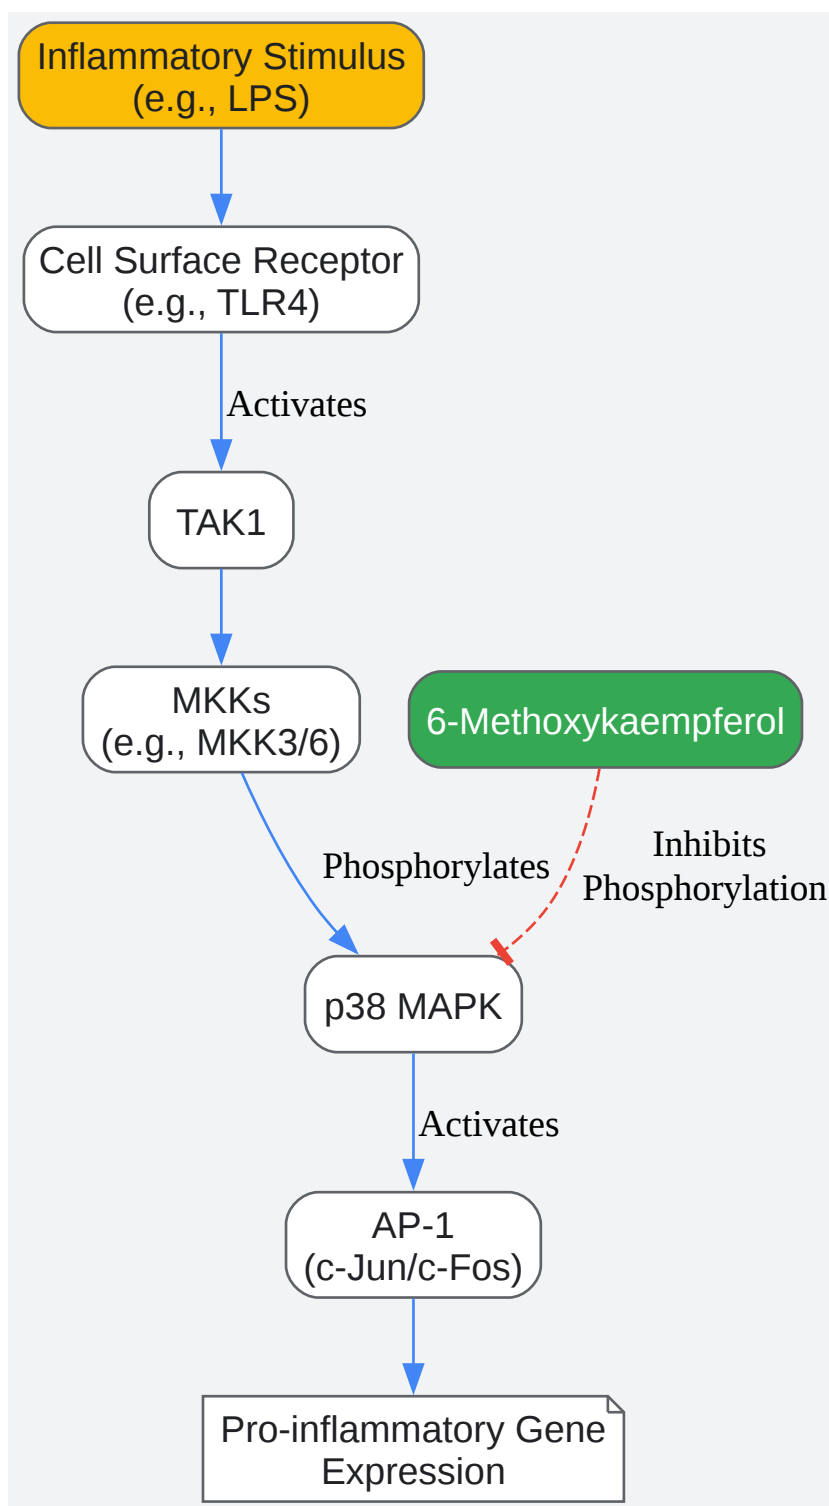 Inflammatory Stimulus
(e.g., LPS)
Cell Surface Receptor
(e.g., TLR4)
Activates
TAK1
MKKs
(e.g., MKK3/6)
6-Methoxykaempferol
Phosphorylates
Inhibits
Phosphorylation
p38 MAPK
Activates
AP-1
(c-Jun/c-Fos)
Pro-inflammatory Gene
Expression